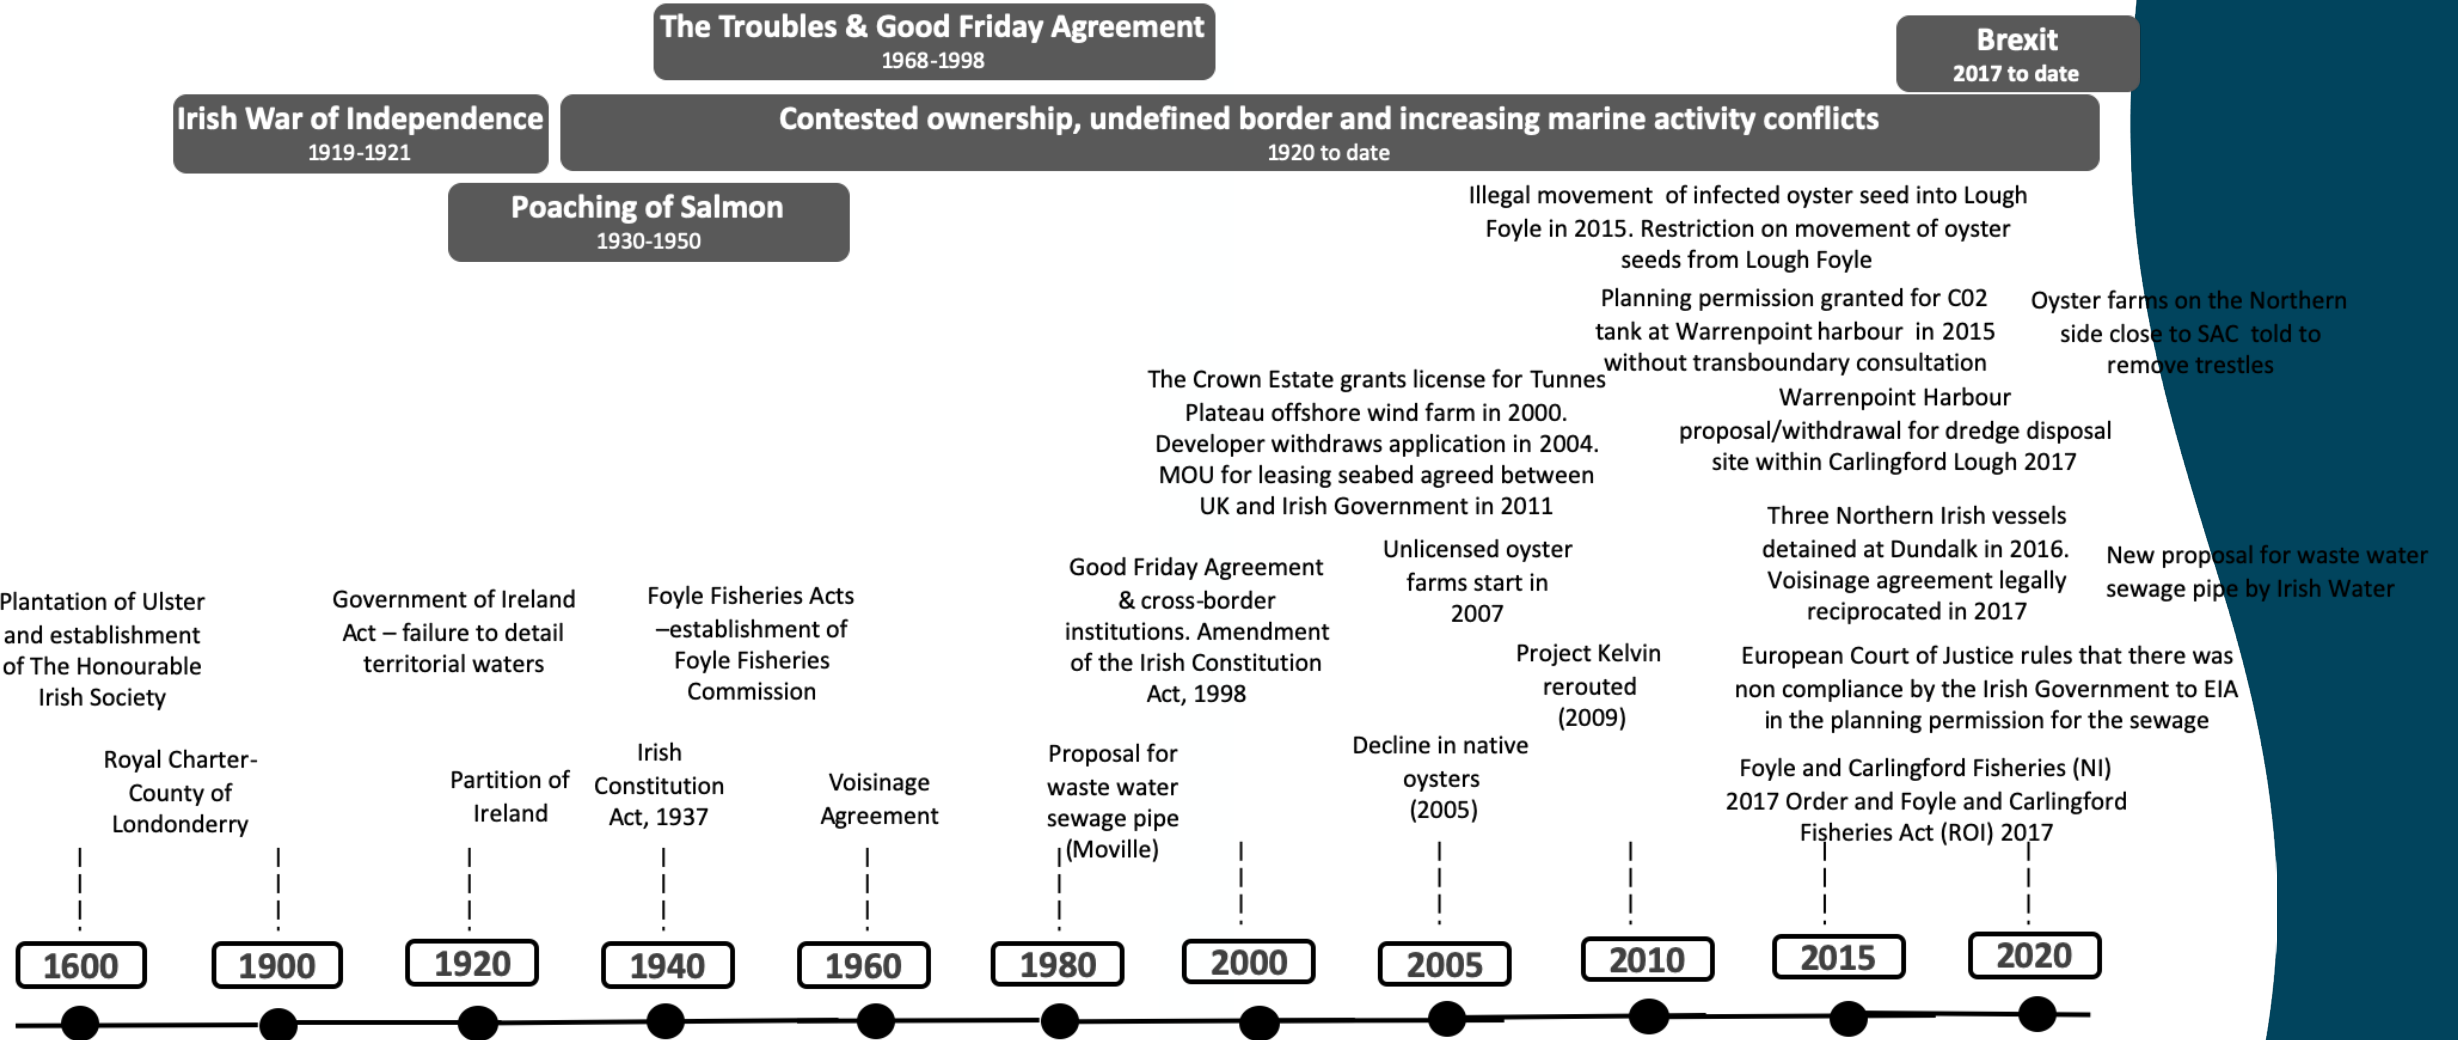 The Troubles & Good Friday Agreement
1968-1998
Brexit
2017 to date
Irish War of Independence
1919-1921
Contested ownership, undefined border and increasing marine activity conflicts
1920 to date
Poaching of Salmon
1930-1950
Illegal movement of infected oyster seed into Lough
Foyle in 2015. Restriction on movement of oyster
seeds from Lough Foyle
Planning permission granted for C02
tank at Warrenpoint harbour in 2015
without transboundary consultation
Oyster farms on the Northern
side close to SAC told to
remove trestles
The Crown Estate grants license for Tunnes
Plateau offshore wind farm in 2000.
Developer withdraws application in 2004.
MOU for leasing seabed agreed between
UK and Irish Government in 2011
Warrenpoint Harbour
proposal/withdrawal for dredge disposal
site within Carlingford Lough 2017
Three Northern Irish vessels
detained at Dundalk in 2016.
Voisinage agreement legally
reciprocated in 2017
New proposal for waste water
sewage pipe by Irish Water
Unlicensed oyster
farms start in
2007
Good Friday Agreement
& cross-border
institutions. Amendment
of the Irish Constitution
Act, 1998
Plantation of Ulster
and establishment
of The Honourable
Irish Society
Government of Ireland
Act – failure to detail
territorial waters
Foyle Fisheries Acts
–establishment of
Foyle Fisheries
Commission
Project Kelvin
rerouted
(2009)
European Court of Justice rules that there was
non compliance by the Irish Government to EIA
in the planning permission for the sewage
Royal Charter-
County of
Londonderry
Partition of
Ireland
Irish
Constitution
Act, 1937
Voisinage
Agreement
Proposal for
waste water
sewage pipe
(Moville)
Decline in native
oysters
(2005)
Foyle and Carlingford Fisheries (NI)
2017 Order and Foyle and Carlingford
Fisheries Act (ROI) 2017
1600
1900
1920
1940
1960
1980
2000
2005
2010
2015
2020